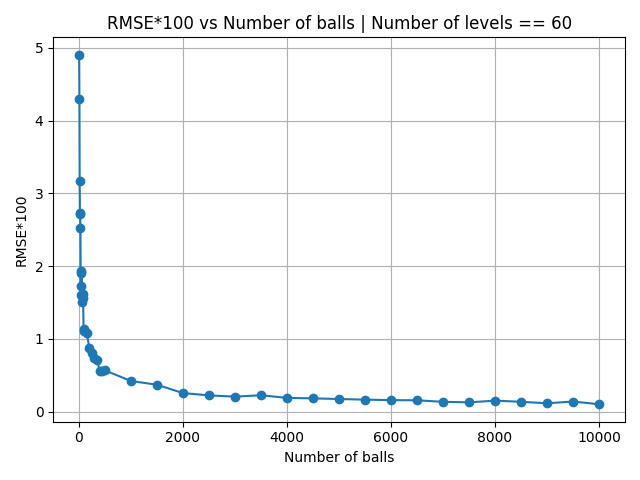 RMSE*100 vs Number of balls | Number of levels == 60
5
4
3
2
1
0
RMSE*100
0 2000 4000 6000 8000 10000
Number of balls